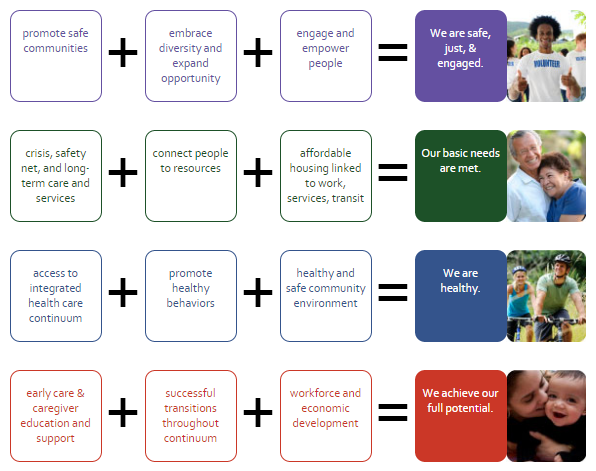 promote safe
communities
+
embrace
diversity and
expand
opportunity
+
engage and
empower
people
=
We are safe,
just, &
engaged.
VOLUNTEER
crisis, safety
net, and long-
term care and
services
+
connect people
to resources
+
affordable
housing linked
to work,
services, transit
=
Our basic needs
are met.
access to
integrated
health care
continuum
+
promote
healthy
behaviors
+
healthy and
safe community
environment
=
We are
healthy.
early care &
caregiver
education and
support
+
successful
transitions
throughout
continuum
+
workforce and
economic
development
=
We achieve our
full potential.